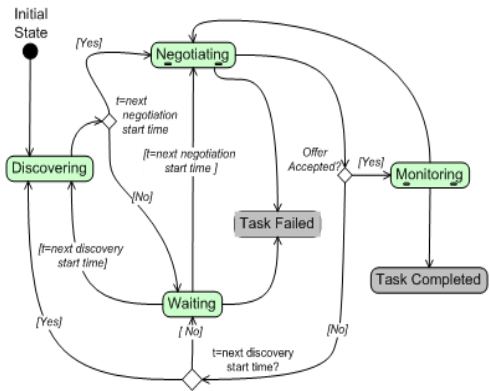 Initial
State
[Yes]
Negotiating
t=next
negotiation
start time
[t=next negotiation
start time ]
Offer
Accepted?
[Yes]
Discovering
Monitoring
[No]
Task Failed
[t=next discovery
start time]
Task Completed
Waiting
[Yes]
[ No]
[No]
t=next discovery
start time?